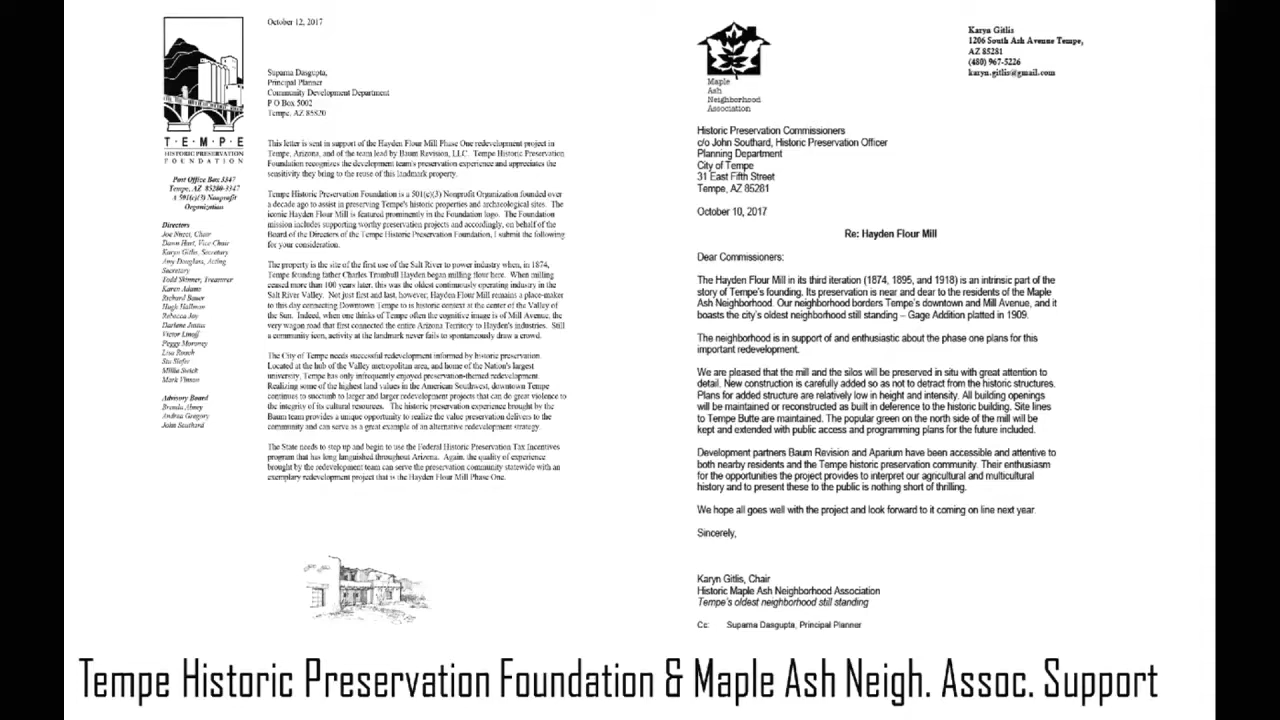 T·E·M·P·E
HISTORIC PRESERVATION
FOUNDATION
Post Office Box 3347
Tempe, AZ 85280-3347
A 501(c)(3) Nonprofit
Organization
Directors
Joe Nucci, Chair
Dawn Hart, Vice Chair
Karyn Gitlis, Secretary
Amy Douglass, Acting
Secretary
Todd Skinner, Treasurer
Karen Adams
Richard Bauer
Hugh Hallman
Rebecca Joy
Darlene Justus
Victor Linoff
Peggy Moroney
Lisa Roach
Stu Siefer
Millie Swick
Mark Vinson
Advisory Board
Brenda Abney
Andrea Gregory
John Southard
October 12, 2017
Suparna Dasgupta,
Principal Planner
Community Development Department
P O Box 5002
Tempe, AZ 85820
This letter is sent in support of the Hayden Flour Mill Phase One redevelopment project in
Tempe, Arizona, and of the team lead by Baum Revision, LLC. Tempe Historic Preservation
Foundation recognizes the development team's preservation experience and appreciates the
sensitivity they bring to the reuse of this landmark property.
Tempe Historic Preservation Foundation is a 501(c)(3) Nonprofit Organization founded over
a decade ago to assist in preserving Tempe's historic properties and archaeological sites. The
iconic Hayden Flour Mill is featured prominently in the Foundation logo. The Foundation
mission includes supporting worthy preservation projects and accordingly, on behalf of the
Board of the Directors of the Tempe Historic Preservation Foundation, I submit the following
for your consideration.
The property is the site of the first use of the Salt River to power industry when, in 1874,
Tempe founding father Charles Trumbull Hayden began milling flour here. When milling
ceased more than 100 years later, this was the oldest continuously operating industry in the
Salt River Valley. Not just first and last, however; Hayden Flour Mill remains a place-maker
to this day connecting Downtown Tempe to its historic context at the center of the Valley of
the Sun. Indeed, when one thinks of Tempe often the cognitive image is of Mill Avenue, the
very wagon road that first connected the entire Arizona Territory to Hayden's industries. Still
a community icon, activity at the landmark never fails to spontaneously draw a crowd.
The City of Tempe needs successful redevelopment informed by historic preservation.
Located at the hub of the Valley metropolitan area, and home of the Nation's largest
university, Tempe has only infrequently enjoyed preservation-themed redevelopment.
Realizing some of the highest land values in the American Southwest, downtown Tempe
continues to succumb to larger and larger redevelopment projects that can do great violence to
the integrity of its cultural resources. The historic preservation experience brought by the
Baum team provides a unique opportunity to realize the value preservation delivers to the
community and can serve as a great example of an alternative redevelopment strategy.
The State needs to step up and begin to use the Federal Historic Preservation Tax Incentives
program that has long languished throughout Arizona. Again, the quality of experience
brought by the redevelopment team can serve the preservation community statewide with an
exemplary redevelopment project that is the Hayden Flour Mill Phase One.
Maple
Ash
Neighborhood
Association
Karyn Gitlis
1206 South Ash Avenue Tempe,
AZ 85281
(480) 967-5226
karyn.gitlis@gmail.com
Historic Preservation Commissioners
c/o John Southard, Historic Preservation Officer
Planning Department
City of Tempe
31 East Fifth Street
Tempe, AZ 85281
October 10, 2017
Re: Hayden Flour Mill
Dear Commissioners:
The Hayden Flour Mill in its third iteration (1874, 1895, and 1918) is an intrinsic part of the
story of Tempe's founding. Its preservation is near and dear to the residents of the Maple
Ash Neighborhood. Our neighborhood borders Tempe's downtown and Mill Avenue, and it
boasts the city's oldest neighborhood still standing – Gage Addition platted in 1909.
The neighborhood is in support of and enthusiastic about the phase one plans for this
important redevelopment.
We are pleased that the mill and the silos will be preserved in situ with great attention to
detail. New construction is carefully added so as not to detract from the historic structures.
Plans for added structure are relatively low in height and intensity. All building openings
will be maintained or reconstructed as built in deference to the historic building. Site lines
to Tempe Butte are maintained. The popular green on the north side of the mill will be
kept and extended with public access and programming plans for the future included.
Development partners Baum Revision and Aparium have been accessible and attentive to
both nearby residents and the Tempe historic preservation community. Their enthusiasm
for the opportunities the project provides to interpret our agricultural and multicultural
history and to present these to the public is nothing short of thrilling.
We hope all goes well with the project and look forward to it coming on line next year.
Sincerely,
Karyn Gitlis, Chair
Historic Maple Ash Neighborhood Association
Tempe's oldest neighborhood still standing
Cc: Suparna Dasgupta, Principal Planner
Tempe Historic Preservation Foundation & Maple Ash Neigh. Assoc. Support